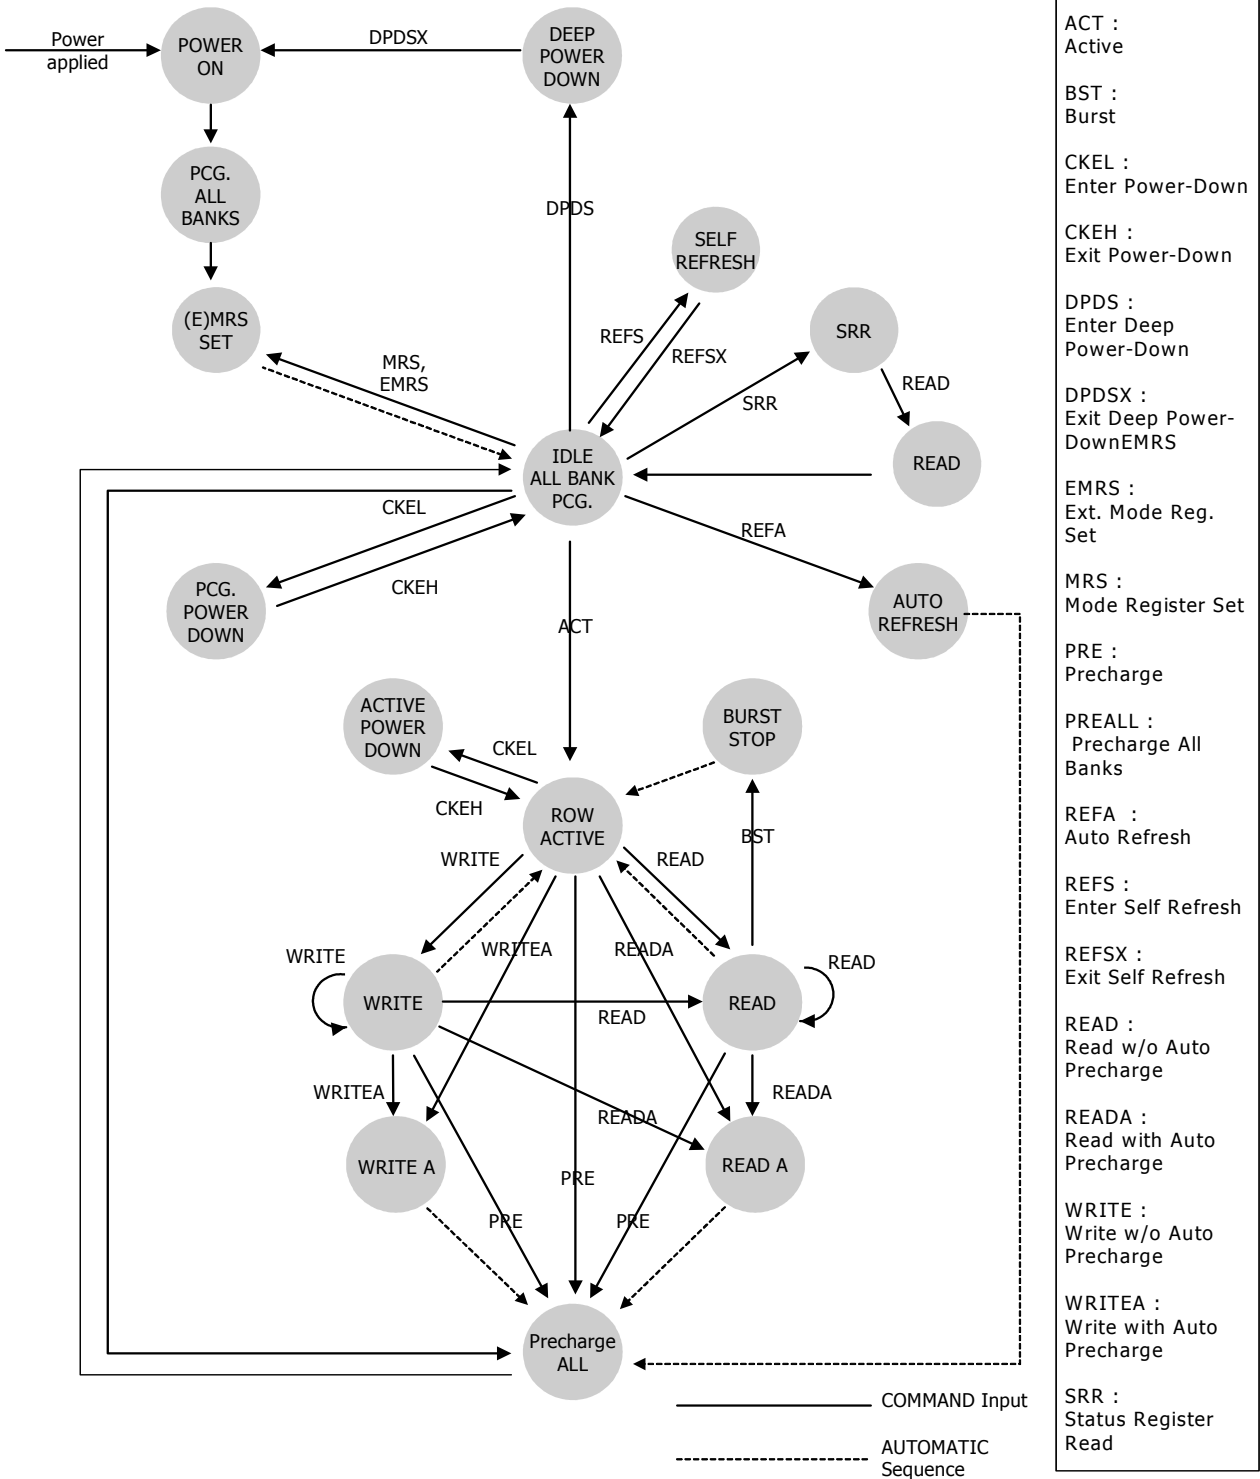 Power
applied
POWER
ON
DPDSX
DEEP
POWER
DOWN
PCG.
ALL
BANKS
DPDS
SELF
REFRESH
(E)MRS
SET
MRS,
EMRS
REFS
REFSX
SRR
SRR
READ
READ
IDLE
ALL BANK
PCG.
CKEL
CKEH
REFA
PCG.
POWER
DOWN
AUTO
REFRESH
ACT
ACTIVE
POWER
DOWN
CKEL
CKEH
BURST
STOP
ROW
ACTIVE
BST
WRITE
READ
WRITEA
READA
WRITE
WRITE
READ
READ
READ
WRITEA
READA
READA
WRITE A
READ A
PRE
PRE
PRE
Precharge
ALL
COMMAND Input
AUTOMATIC
Sequence
ACT :
Active
BST :
Burst
CKEL :
Enter Power-Down
CKEH :
Exit Power-Down
DPDS :
Enter Deep
Power-Down
DPDSX :
Exit Deep Power-
DownEMRS
EMRS :
Ext. Mode Reg.
Set
MRS :
Mode Register Set
PRE :
Precharge
PREALL :
Precharge All
Banks
REFA :
Auto Refresh
REFS :
Enter Self Refresh
REFSX :
Exit Self Refresh
READ :
Read w/o Auto
Precharge
READA :
Read with Auto
Precharge
WRITE :
Write w/o Auto
Precharge
WRITEA :
Write with Auto
Precharge
SRR :
Status Register
Read